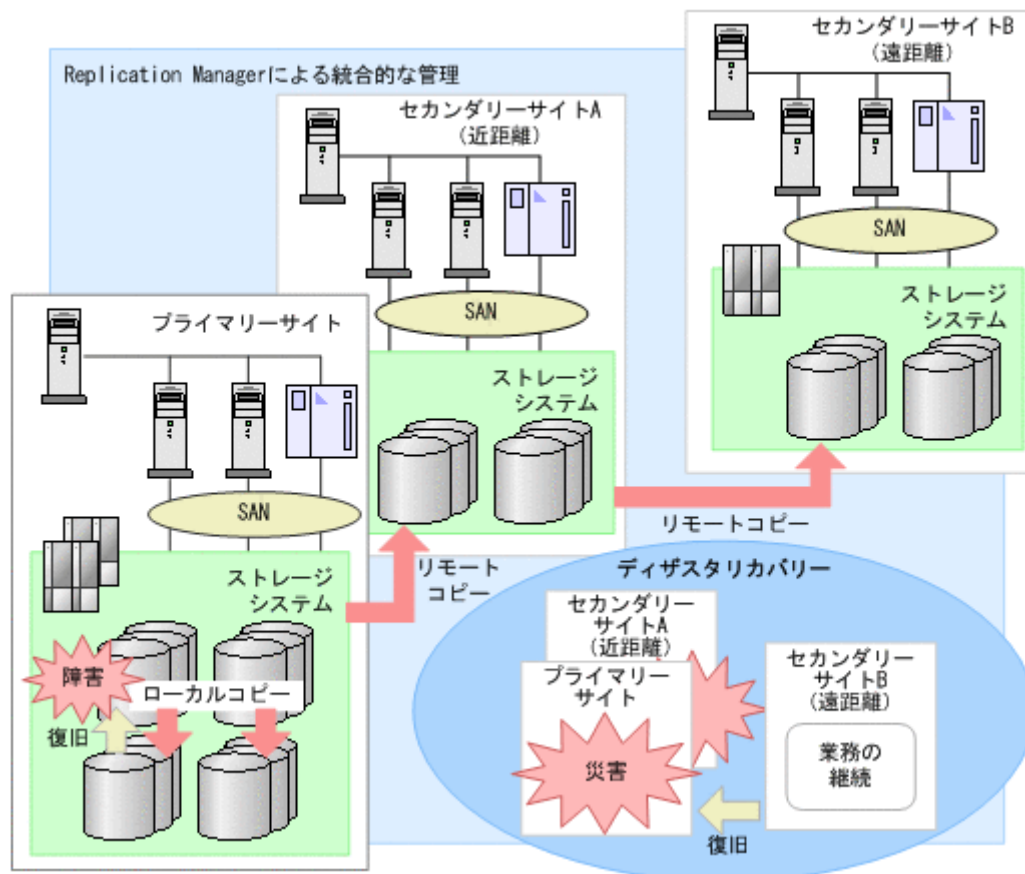 Replication Managerによる統合的な管理
セカンダリーサイトB
（遠距離）
SAN
ストレージ
システム
セカンダリーサイトA
（近距離）
SAN
ストレージ
システム
プライマリーサイト
SAN
ストレージ
システム
障害
ローカルコピー
復旧
リモート
コピー
リモートコピー
ディザスタリカバリー
セカンダリー
サイトA
（近距離）
プライマリー
サイト
災害
セカンダリー
サイトB
（遠距離）
業務の
継続
復旧